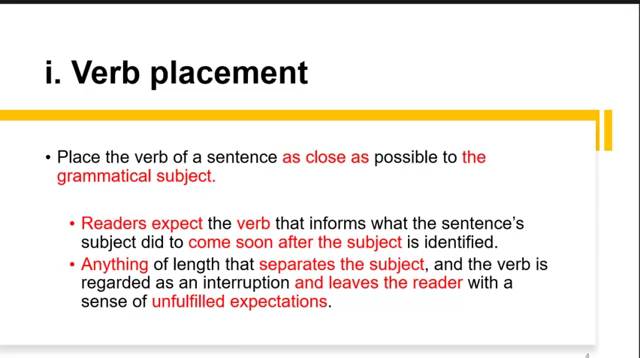 i. Verb placement
• Place the verb of a sentence as close as possible to the
grammatical subject.
• Readers expect the verb that informs what the sentence's
subject did to come soon after the subject is identified.
• Anything of length that separates the subject, and the verb is
regarded as an interruption and leaves the reader with a
sense of unfulfilled expectations.
4